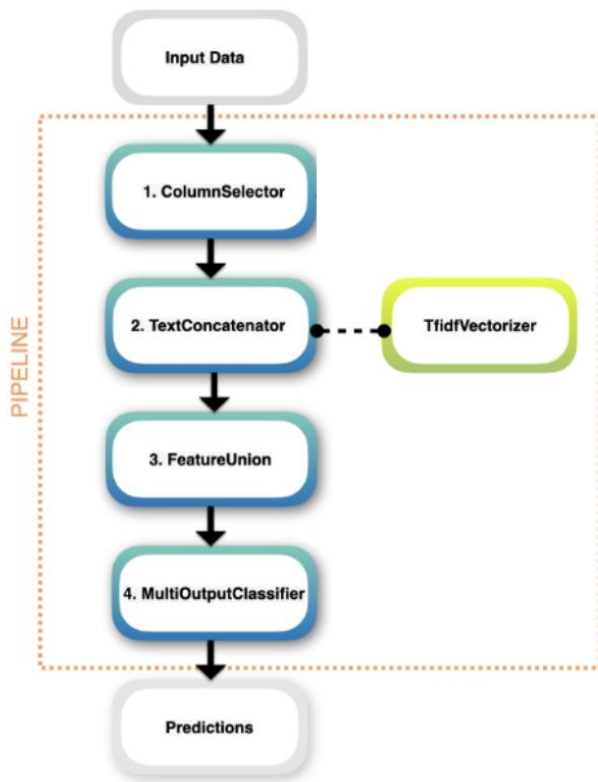 Input Data
1. ColumnSelector
2. TextConcatenator
TfidfVectorizer
PIPELINE
3. FeatureUnion
4. MultiOutputClassifier
Predictions